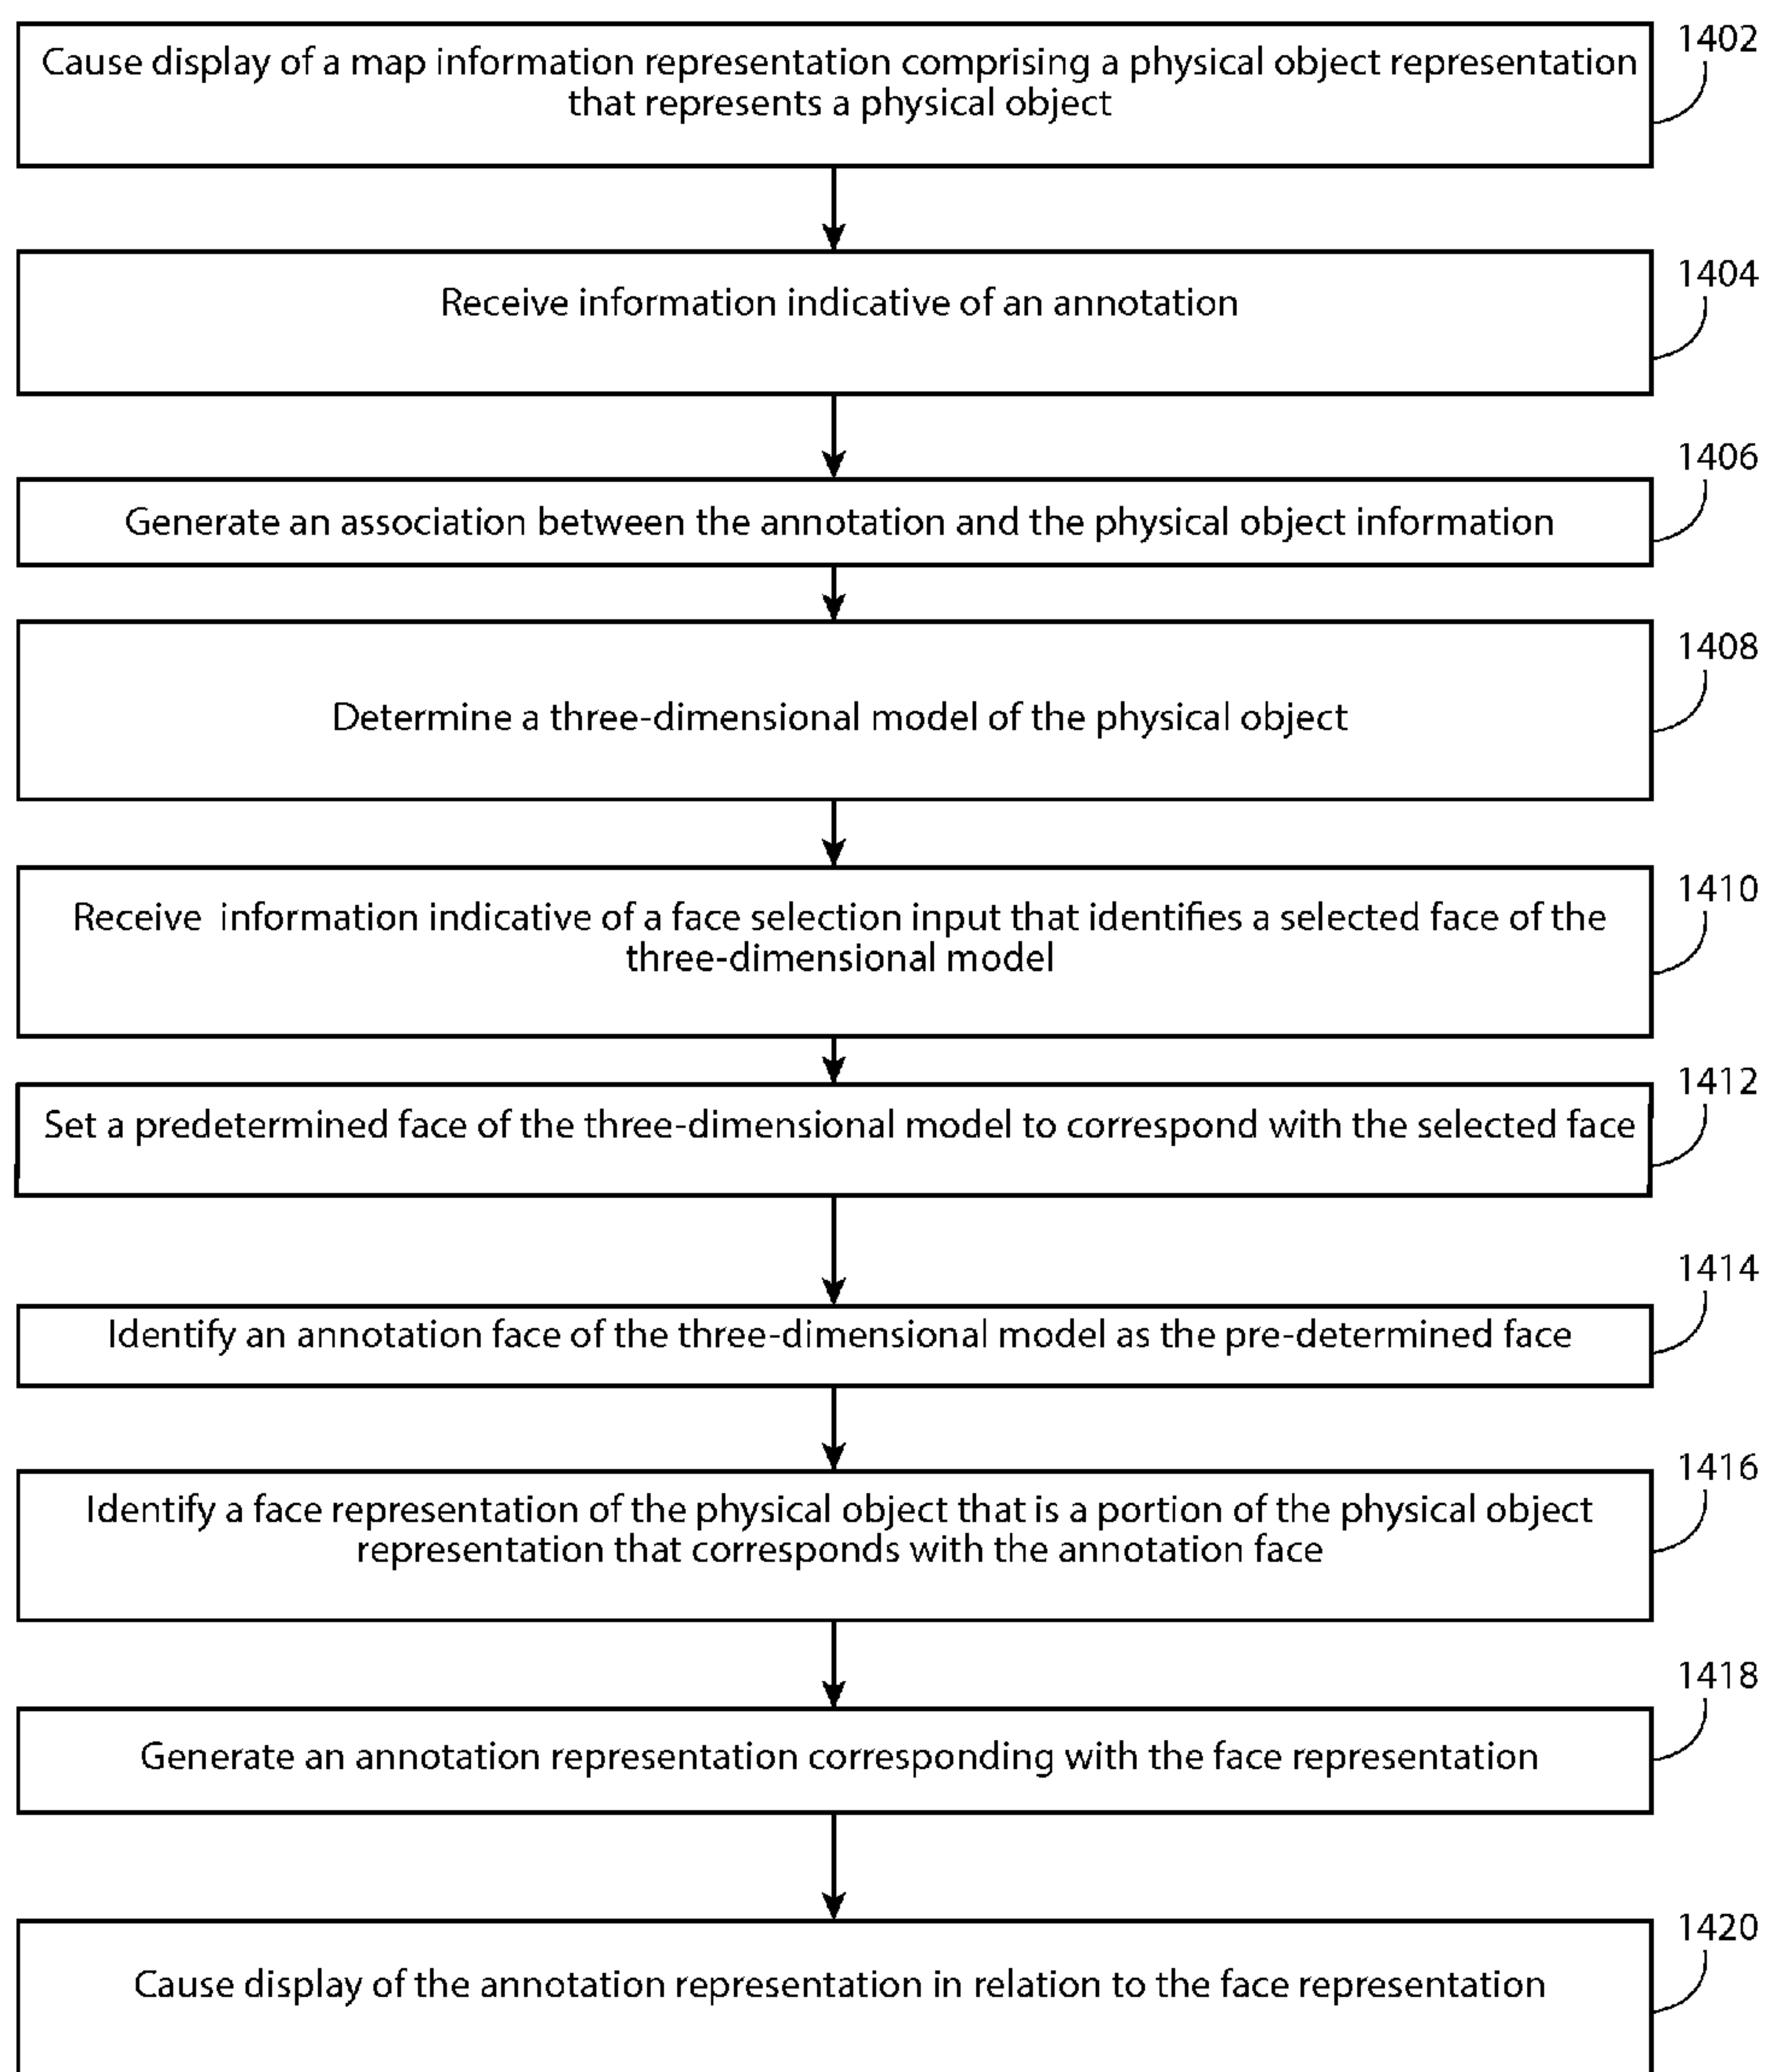 1402
Cause display of a map information representation comprising a physical object representation
that represents a physical object
1404
Receive information indicative of an annotation
1406
Generate an association between the annotation and the physical object information
1408
Determine a three-dimensional model of the physical object
1410
Receive information indicative of a face selection input that identifies a selected face of the
three-dimensional model
1412
Set a predetermined face of the three-dimensional model to correspond with the selected face
1414
Identify an annotation face of the three-dimensional model as the pre-determined face
1416
Identify a face representation of the physical object that is a portion of the physical object
representation that corresponds with the annotation face
1418
Generate an annotation representation corresponding with the face representation
1420
Cause display of the annotation representation in relation to the face representation